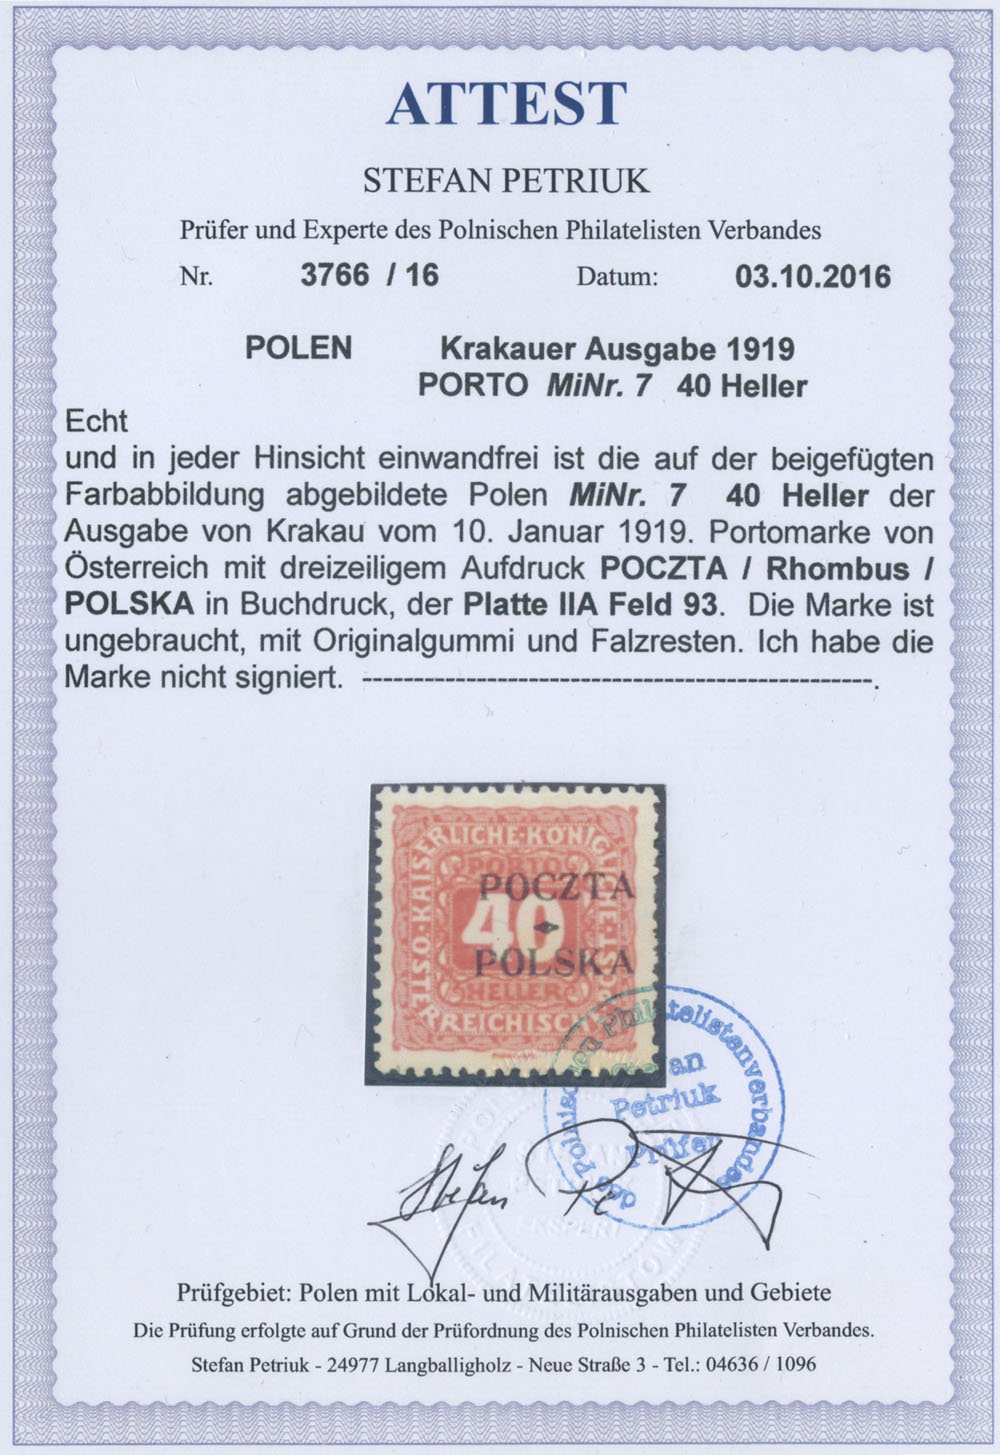 ATTEST
STEFAN PETRIUK
Prüfer und Experte des Polnischen Philatelisten Verbandes
Nr. 3766 / 16 Datum: 03.10.2016
POLEN Krakauer Ausgabe 1919
PORTO MiNr. 7 40 Heller
Echt
und in jeder Hinsicht einwandfrei ist die auf der beigefügten
Farbabbildung abgebildete Polen MiNr. 7 40 Heller der
Ausgabe von Krakau vom 10. Januar 1919. Portomarke von
Österreich mit dreizeiligem Aufdruck POCZTA / Rhombus /
POLSKA in Buchdruck, der Platte IIA Feld 93. Die Marke ist
ungebraucht, mit Originalgummi und Falzresten. Ich habe die
Marke nicht signiert. --------------------------------------------------.
KAISERLICHE·KÖNIGLICHE·
PORTO
POCZTA
40
POLSKA
HELLER
des Polnischen Philatelistenverbandes
Stefan
Petriuk
Prüfer
STEFAN
PETRIUK
EKSPERT
Stefan
Prüfgebiet: Polen mit Lokal- und Militärausgaben und Gebiete
Die Prüfung erfolgte auf Grund der Prüfordnung des Polnischen Philatelisten Verbandes.
Stefan Petriuk - 24977 Langballigholz - Neue Straße 3 - Tel.: 04636 / 1096